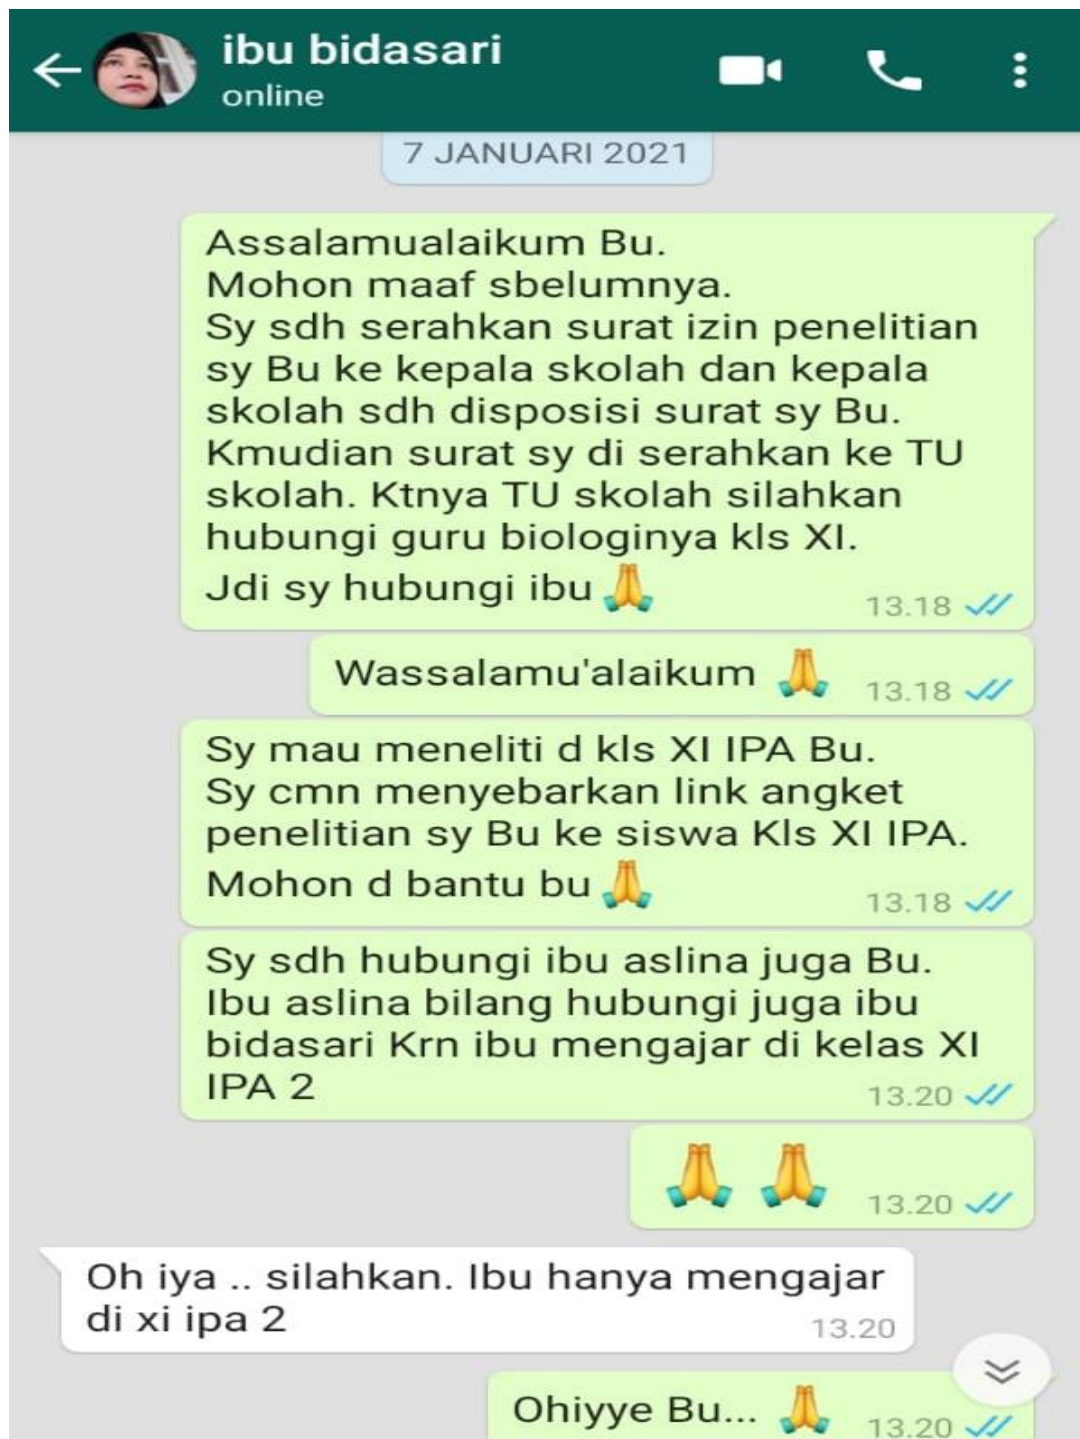 ibu bidasari
online
7 JANUARI 2021
Assalamualaikum Bu.
Mohon maaf sbelumnya.
Sy sdh serahkan surat izin penelitian
sy Bu ke kepala skolah dan kepala
skolah sdh disposisi surat sy Bu.
Kmudian surat sy di serahkan ke TU
skolah. Ktnya TU skolah silahkan
hubungi guru biologinya kls XI.
Jdi sy hubungi ibu 🙏
13.18
Wassalamu'alaikum 🙏 13.18
Sy mau meneliti d kls XI IPA Bu.
Sy cmn menyebarkan link angket
penelitian sy Bu ke siswa Kls XI IPA.
Mohon d bantu bu 🙏
13.18
Sy sdh hubungi ibu aslina juga Bu.
Ibu aslina bilang hubungi juga ibu
bidasari Krn ibu mengajar di kelas XI
IPA 2
13.20
🙏 🙏 13.20
Oh iya .. silahkan. Ibu hanya mengajar
di xi ipa 2
13.20
Ohiyye Bu... 🙏 13.20